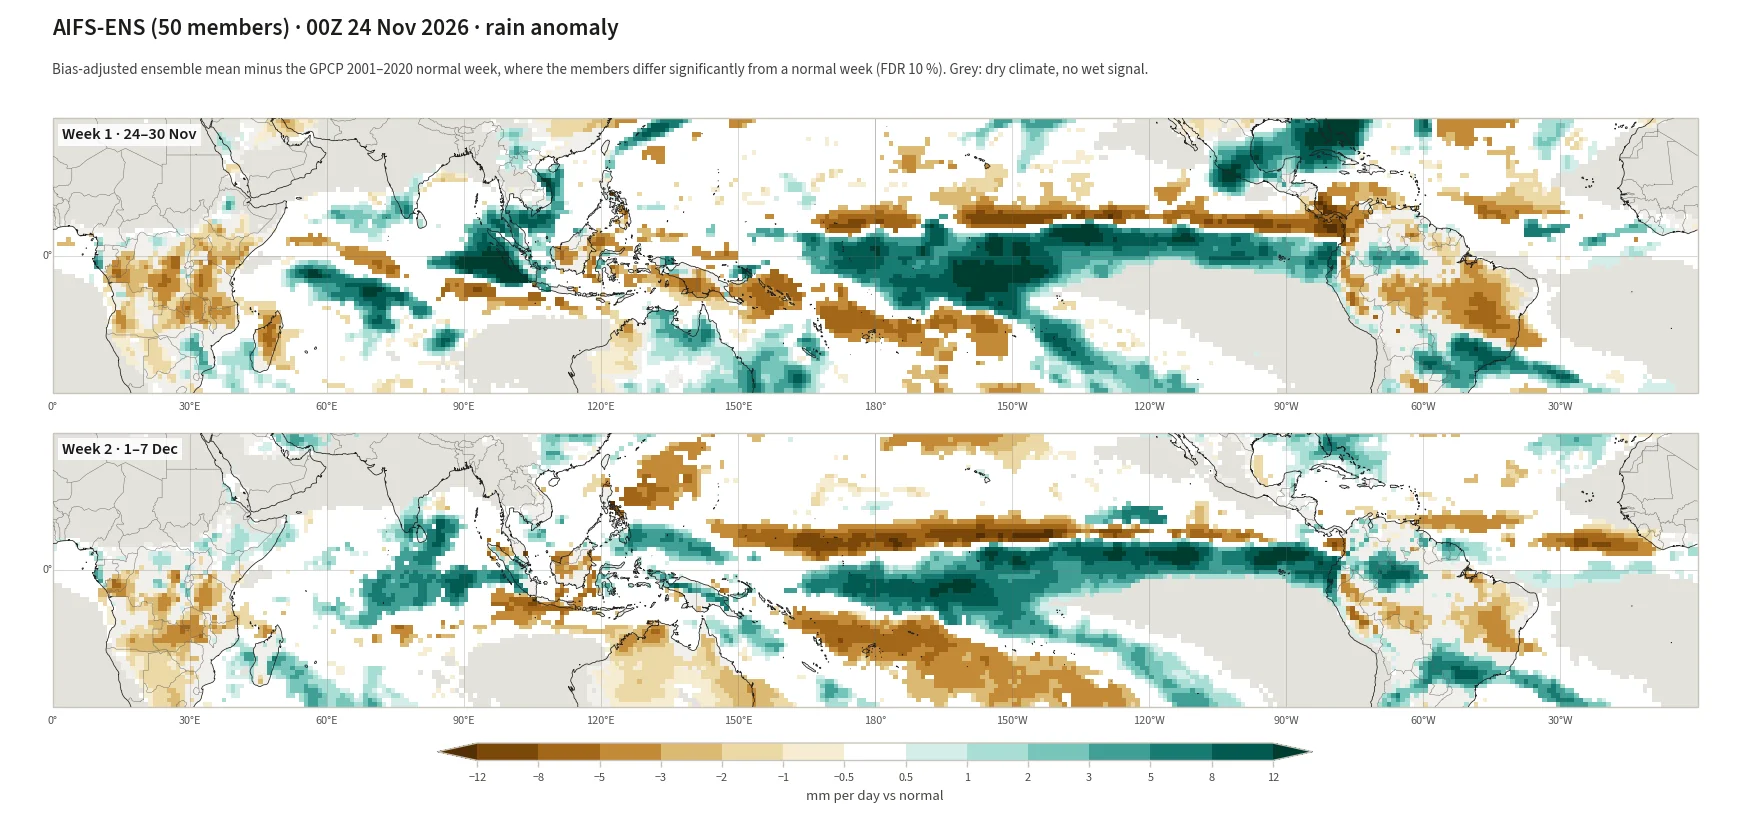 AIFS-ENS (50 members) · 00Z 24 Nov 2026 · rain anomaly
Bias-adjusted ensemble mean minus the GPCP 2001–2020 normal week, where the members differ significantly from a normal week (FDR 10 %). Grey: dry climate, no wet signal.
Week 1 · 24–30 Nov
0°
0° 30°E 60°E 90°E 120°E 150°E 180° 150°W 120°W 90°W 60°W 30°W
Week 2 · 1–7 Dec
0°
0° 30°E 60°E 90°E 120°E 150°E 180° 150°W 120°W 90°W 60°W 30°W
−12 −8 −5 −3 −2 −1 −0.5 0.5 1 2 3 5 8 12
mm per day vs normal